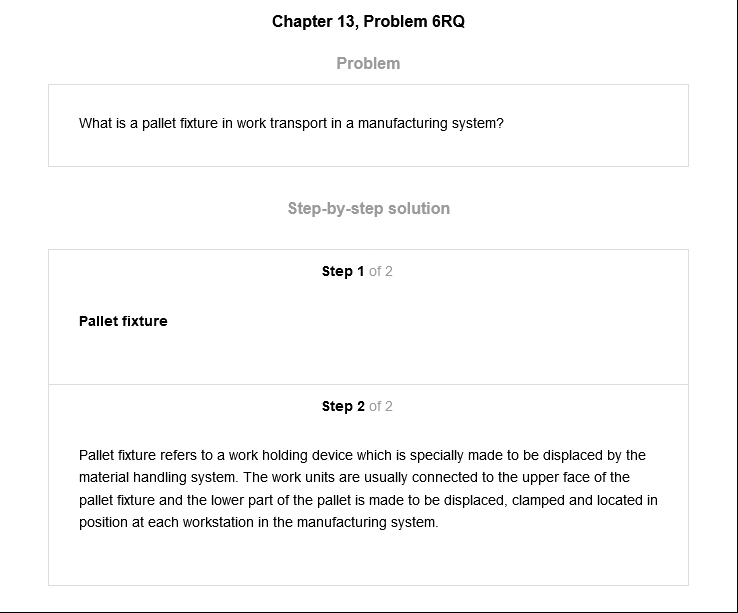 Chapter 13, Problem 6RQ
Problem
What is a pallet fixture in work transport in a manufacturing system?
Step-by-step solution
Step 1 of 2
Pallet fixture
Step 2 of 2
Pallet fixture refers to a work holding device which is specially made to be displaced by the
material handling system. The work units are usually connected to the upper face of the
pallet fixture and the lower part of the pallet is made to be displaced, clamped and located in
position at each workstation in the manufacturing system.